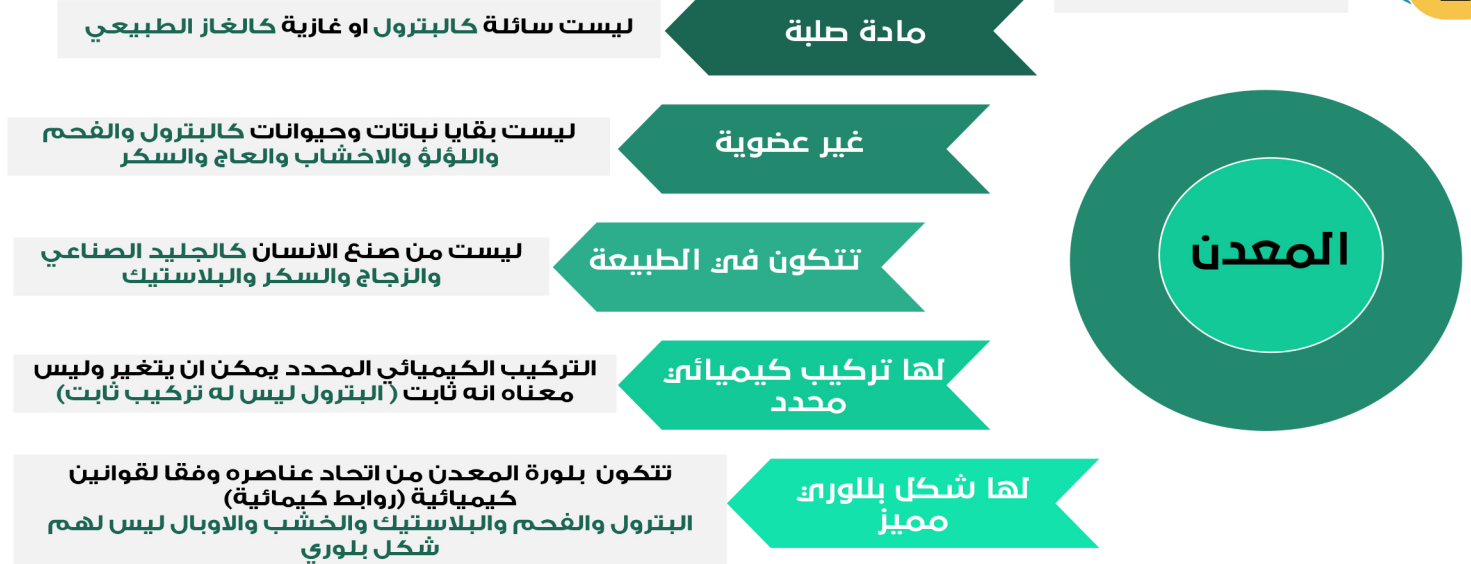 مادة صلبة
ليست سائلة كالبترول او غازية كالغاز الطبيعي
غير عضوية
ليست بقايا نباتات وحيوانات كالبترول والفحم
واللؤلؤ والاخشاب والعاج والسكر
المعدن
تتكون في الطبيعة
ليست من صنع الانسان كالجليد الصناعي
والزجاج والسكر والبلاستيك
لها تركيب كيميائي
محدد
التركيب الكيميائي المحدد يمكن ان يتغير وليس
معناه انه ثابت (البترول ليس له تركيب ثابت)
لها شكل بللوري
مميز
تتكون بلورة المعدن من اتحاد عناصره وفقا لقوانين
كيميائية (روابط كيمائية)
البترول والفحم والبلاستيك والخشب والاوبال ليس لهم
شكل بلوري